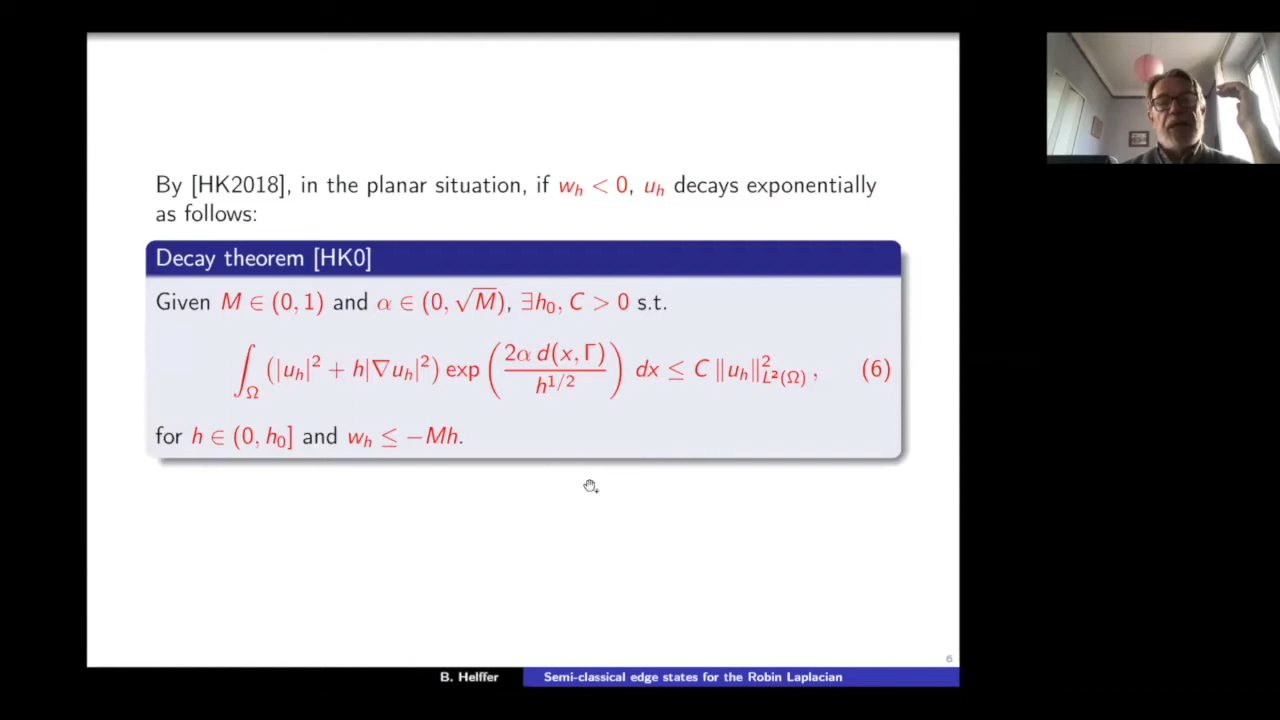 By [HK2018], in the planar situation, if w_h < 0, u_h decays exponentially
as follows:
Decay theorem [HK0]
Given M ∈ (0, 1) and α ∈ (0, √M), ∃h_0, C > 0 s.t.
∫_Ω (|u_h|^2 + h|∇u_h|^2) exp(2α d(x, Γ) / h^{1/2}) dx ≤ C ‖u_h‖^2_{L^2(Ω)} , (6)
for h ∈ (0, h_0] and w_h ≤ −Mh.
6
B. Helffer Semi-classical edge states for the Robin Laplacian